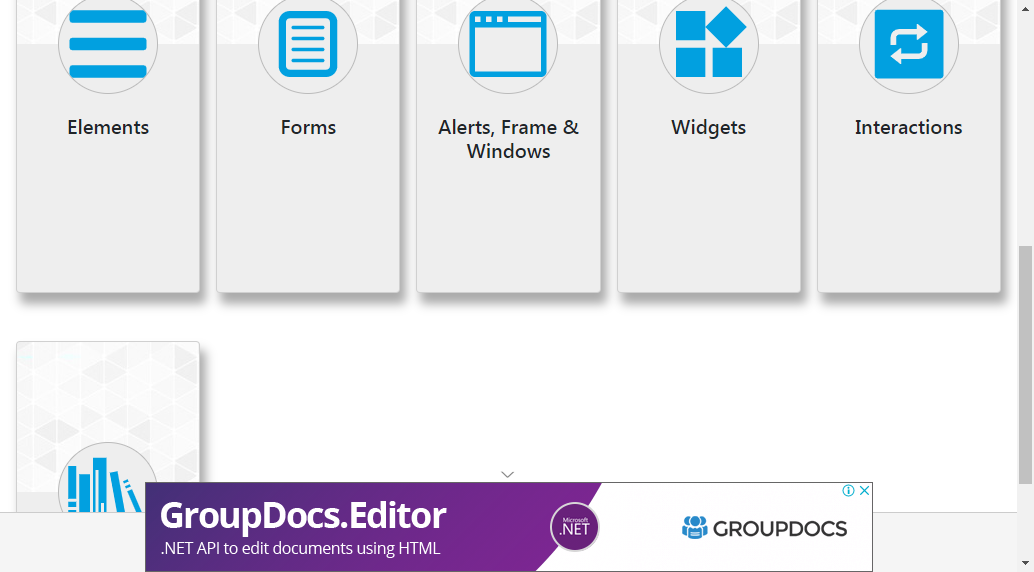 Elements
Forms
Alerts, Frame &
Windows
Widgets
Interactions
GroupDocs.Editor
.NET API to edit documents using HTML
Microsoft
.NET
GROUPDOCS